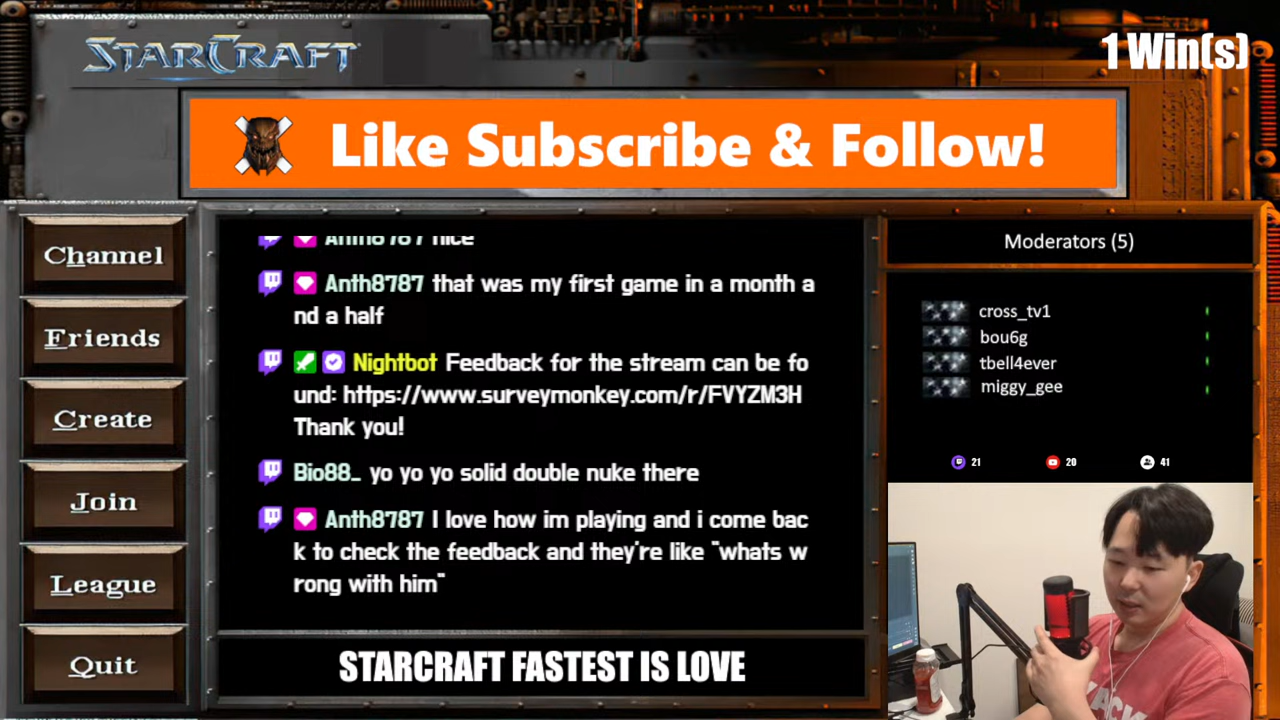 STARCRAFT
1 Win(s)
Like Subscribe & Follow!
Channel
Friends
Create
Join
League
Quit
Anth8787 nice
Anth8787 that was my first game in a month a
nd a half
Nightbot Feedback for the stream can be fo
und: https://www.surveymonkey.com/r/FVYZM3H
Thank you!
Bio88_ yo yo yo solid double nuke there
Anth8787 I love how im playing and i come bac
k to check the feedback and they're like "whats w
rong with him"
STARCRAFT FASTEST IS LOVE
Moderators (5)
cross_tv1
bou6g
tbell4ever
miggy_gee
21
20
41